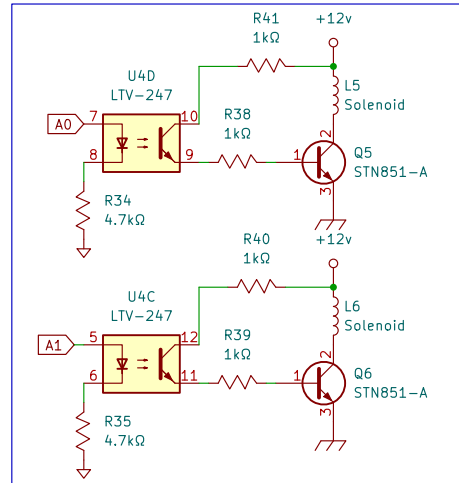 R41
1kΩ
+12v
U4D
LTV-247
L5
Solenoid
A0
7
10
R38
1kΩ
2
8
9
1
Q5
STN851-A
3
R34
4.7kΩ
R40
1kΩ
+12v
U4C
LTV-247
L6
Solenoid
A1
5
12
R39
1kΩ
2
6
11
1
Q6
STN851-A
3
R35
4.7kΩ